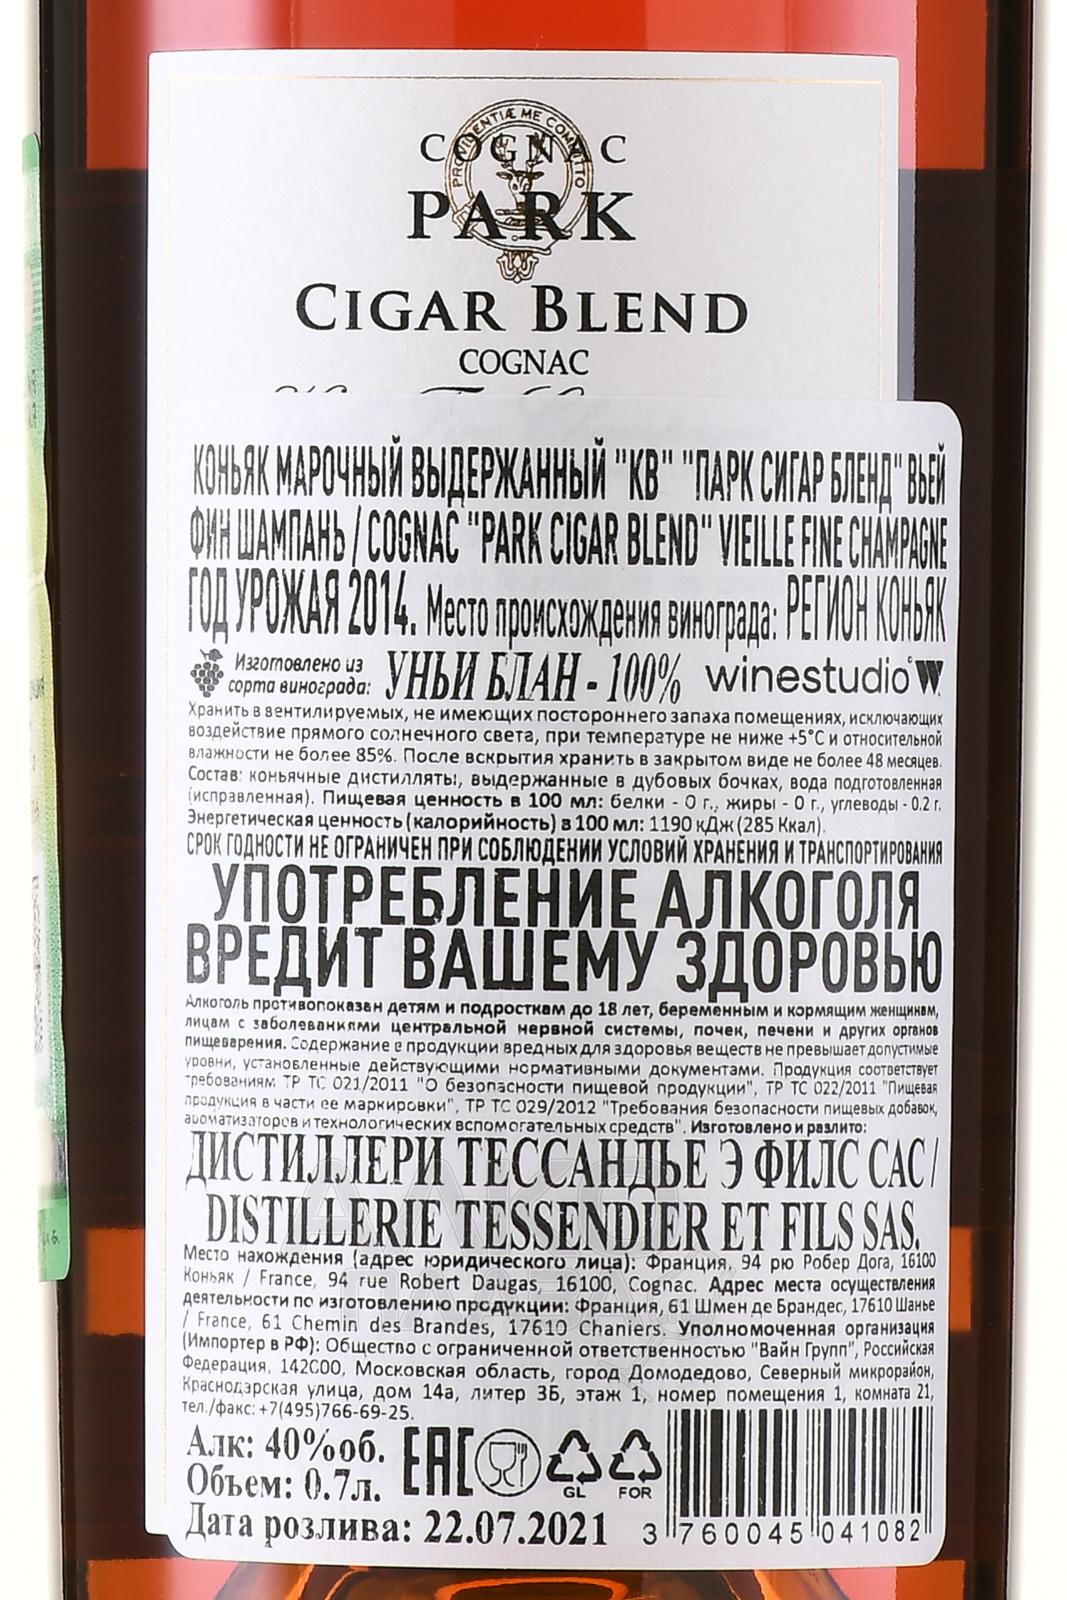 PROVIDENTIÆ ME COMMITTO
COGNAC
PARK
CIGAR BLEND
COGNAC
КОНЬЯК МАРОЧНЫЙ ВЫДЕРЖАННЫЙ "КВ" "ПАРК СИГАР БЛЕНД" ВЬЕЙ
ФИН ШАМПАНЬ / COGNAC "PARK CIGAR BLEND" VIEILLE FINE CHAMPAGNE
ГОД УРОЖАЯ 2014. Место происхождения винограда: РЕГИОН КОНЬЯК
Изготовлено из
сорта винограда: УНЬИ БЛАН - 100% winestudio
Хранить в вентилируемых, не имеющих постороннего запаха помещениях, исключающих
воздействие прямого солнечного света, при температуре не ниже +5°С и относительной
влажности не более 85%. После вскрытия хранить в закрытом виде не более 48 месяцев.
Состав: коньячные дистилляты, выдержанные в дубовых бочках, вода подготовленная
(исправленная). Пищевая ценность в 100 мл: белки - 0 г., жиры - 0 г., углеводы - 0.2 г.
Энергетическая ценность (калорийность) в 100 мл: 1190 кДж (285 Ккал).
СРОК ГОДНОСТИ НЕ ОГРАНИЧЕН ПРИ СОБЛЮДЕНИИ УСЛОВИЙ ХРАНЕНИЯ И ТРАНСПОРТИРОВАНИЯ
УПОТРЕБЛЕНИЕ АЛКОГОЛЯ
ВРЕДИТ ВАШЕМУ ЗДОРОВЬЮ
Алкоголь противопоказан детям и подросткам до 18 лет, беременным и кормящим женщинам,
лицам с заболеваниями центральной нервной системы, почек, печени и других органов
пищеварения. Содержание в продукции вредных для здоровья веществ не превышает допустимые
уровни, установленные действующими нормативными документами. Продукция соответствует
требованиям ТР ТС 021/2011 "О безопасности пищевой продукции", ТР ТС 022/2011 "Пищевая
продукция в части ее маркировки", ТР ТС 029/2012 "Требования безопасности пищевых добавок,
ароматизаторов и технологических вспомогательных средств". Изготовлено и разлито:
ДИСТИЛЛЕРИ ТЕССАНДЬЕ Э ФИЛС САС /
DISTILLERIE TESSENDIER ET FILS SAS.
Место нахождения (адрес юридического лица): Франция, 94 рю Робер Дога, 16100
Коньяк / France, 94 rue Robert Daugas, 16100, Cognac. Адрес места осуществления
деятельности по изготовлению продукции: Франция, 61 Шмен де Брандес, 17610 Шанье
/ France, 61 Chemin des Brandes, 17610 Chaniers. Уполномоченная организация
(Импортер в РФ): Общество с ограниченной ответственностью "Вайн Групп", Российская
Федерация, 142000, Московская область, город Домодедово, Северный микрорайон,
Краснодарская улица, дом 14а, литер 3Б, этаж 1, номер помещения 1, комната 21,
тел./факс: +7(495)766-69-25.
Алк: 40%об. EAC
Объем: 0.7л. GL FOR
Дата розлива: 22.07.2021 3 760045 041082